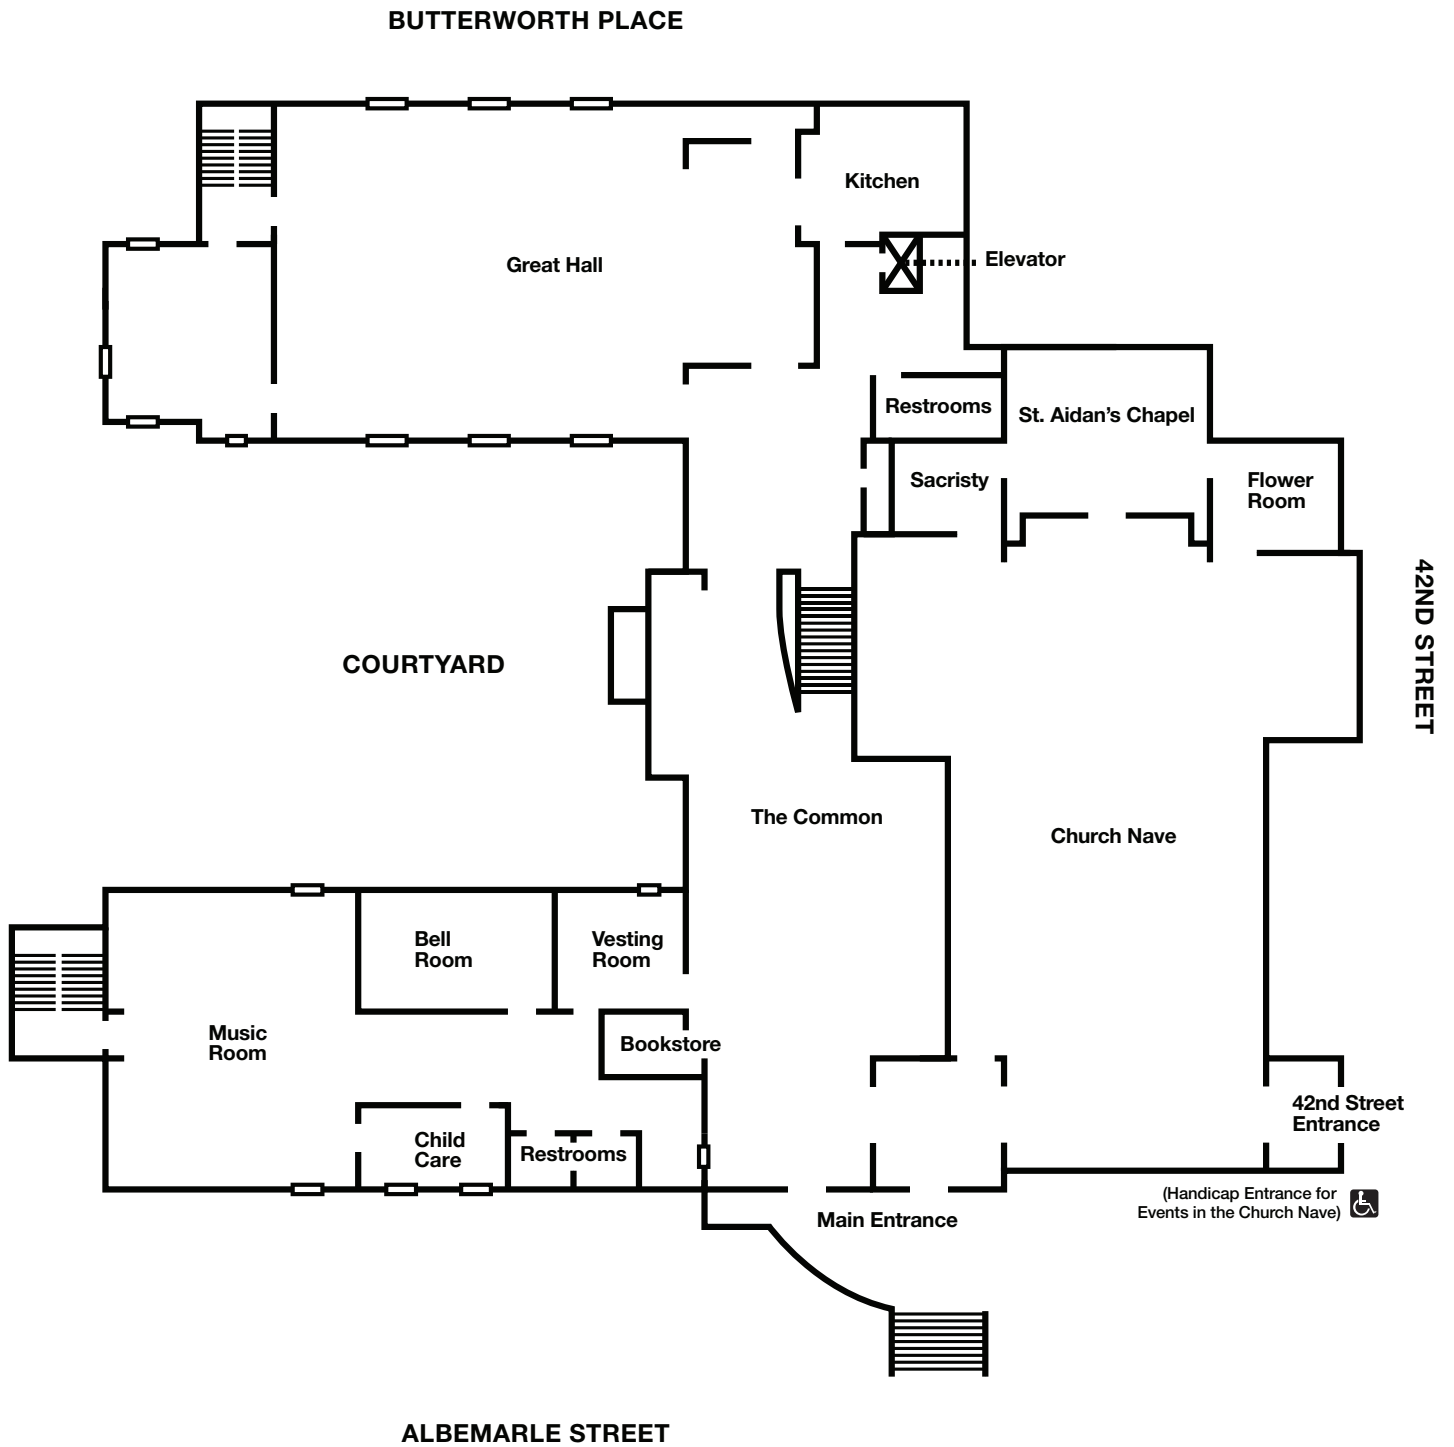 BUTTERWORTH PLACE
Kitchen
Great Hall
Elevator
Restrooms
St. Aidan's Chapel
Sacristy
Flower
Room
42ND STREET
COURTYARD
The Common
Church Nave
Bell
Room
Vesting
Room
Music
Room
Bookstore
42nd Street
Entrance
Child
Care
Restrooms
(Handicap Entrance for
Events in the Church Nave)
Main Entrance
ALBEMARLE STREET